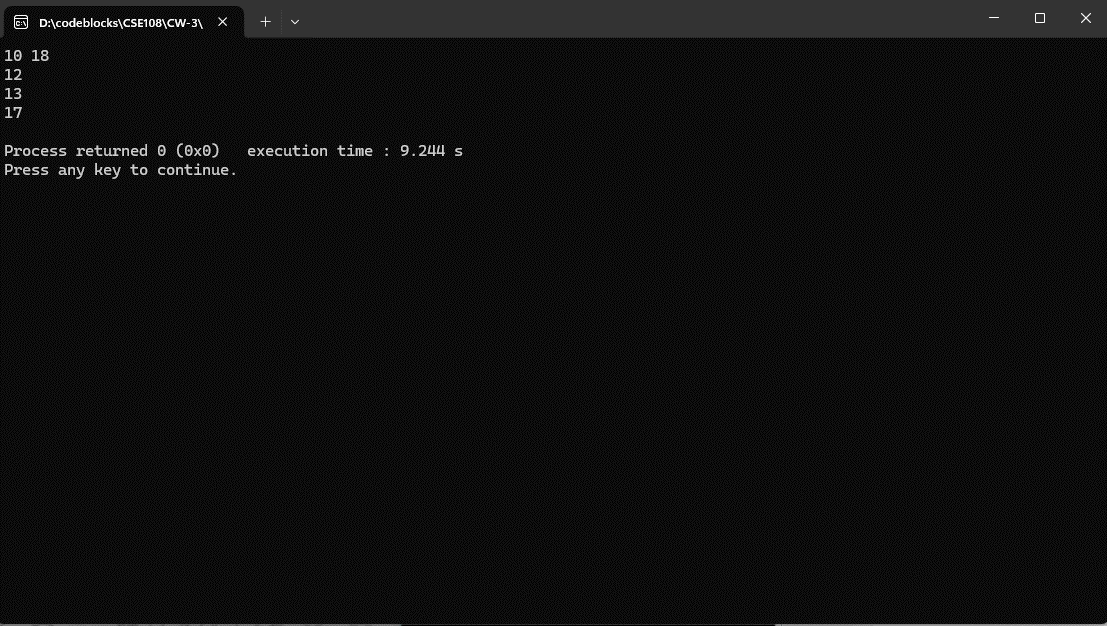 D:\codeblocks\CSE108\CW-3\
10 18
12
13
17
Process returned 0 (0x0)   execution time : 9.244 s
Press any key to continue.